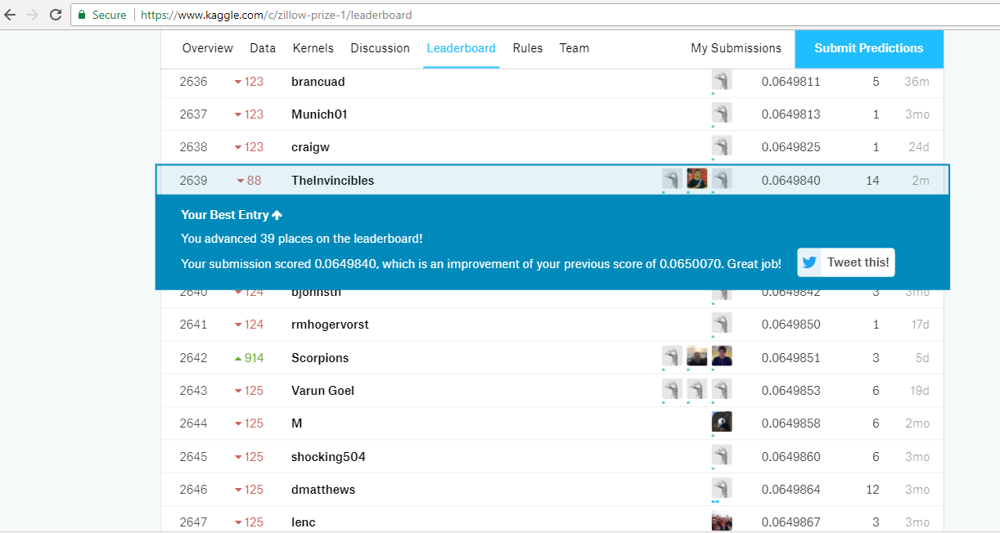 Secure https://www.kaggle.com/c/zillow-prize-1/leaderboard
Overview Data Kernels Discussion Leaderboard Rules Team My Submissions Submit Predictions
2636 123 brancuad 0.0649811 5 36m
2637 123 Munich01 0.0649813 1 3mo
2638 123 craigw 0.0649825 1 24d
2639 88 TheInvincibles 0.0649840 14 2m
Your Best Entry
You advanced 39 places on the leaderboard!
Your submission scored 0.0649840, which is an improvement of your previous score of 0.0650070. Great job! Tweet this!
2640 124 bjohnsth 0.0649842 3 3mo
2641 124 rmhogervorst 0.0649850 1 17d
2642 914 Scorpions 0.0649851 3 5d
2643 125 Varun Goel 0.0649853 6 19d
2644 125 M 0.0649858 6 2mo
2645 125 shocking504 0.0649860 6 3mo
2646 125 dmatthews 0.0649864 12 3mo
2647 125 lenc 0.0649867 3 3mo